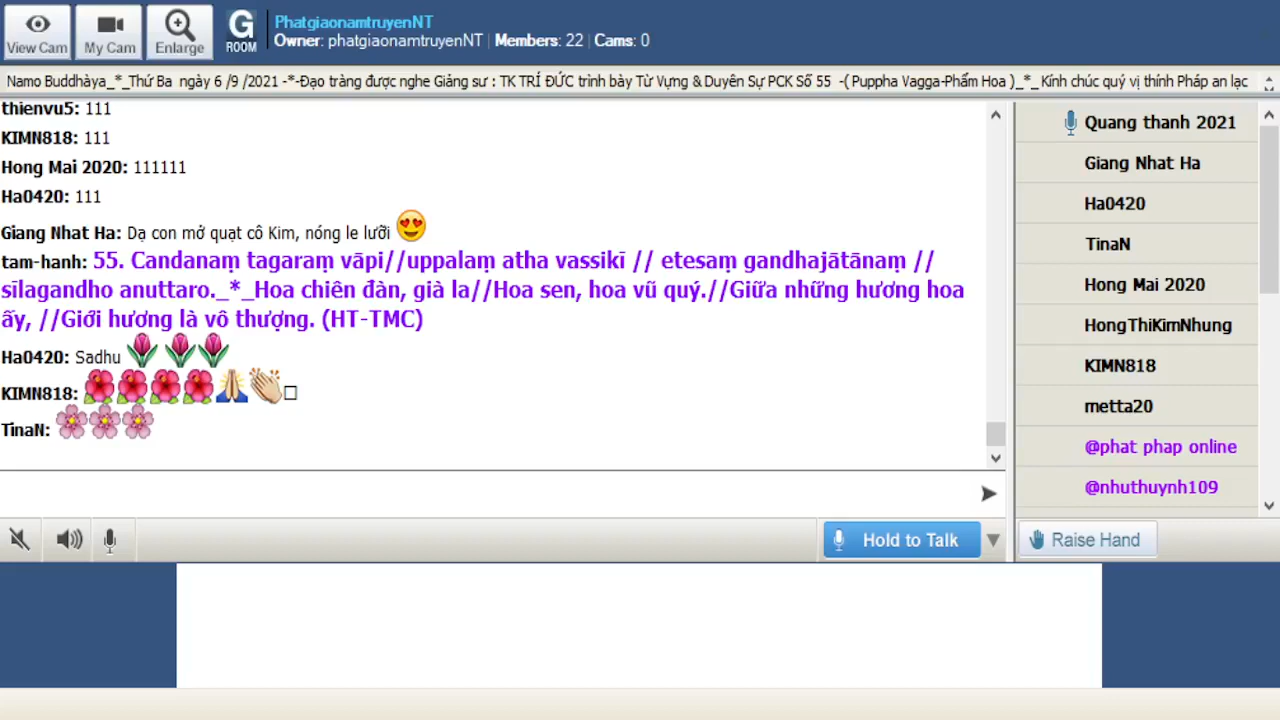 View Cam
My Cam
Enlarge
G
ROOM
PhatgiaonamtruyenNT
Owner: phatgiaonamtruyenNT | Members: 22 | Cams: 0
Namo Buddhàya_*_Thứ Ba ngày 6 /9 /2021 -*-Đạo tràng được nghe Giảng sư : TK TRÍ ĐỨC trình bày Từ Vựng & Duyên Sự PCK Số 55 -( Puppha Vagga-Phẩm Hoa )_*_ Kính chúc quý vị thính Pháp an lạc
thienvu5: 111
KIMN818: 111
Hong Mai 2020: 111111
Ha0420: 111
Giang Nhat Ha: Dạ con mở quạt cô Kim, nóng le lưỡi
tam-hanh: 55. Candanaṃ tagaraṃ vāpi//uppalaṃ atha vassikī // etesaṃ gandhajātānaṃ //
sīlagandho anuttaro._*_Hoa chiên đàn, già la//Hoa sen, hoa vũ quý.//Giữa những hương hoa
ấy, //Giới hương là vô thượng. (HT-TMC)
Ha0420: Sadhu
KIMN818:
TinaN:
Quang thanh 2021
Giang Nhat Ha
Ha0420
TinaN
Hong Mai 2020
HongThiKimNhung
KIMN818
metta20
@phat phap online
@nhuthuynh109
Hold to Talk
Raise Hand